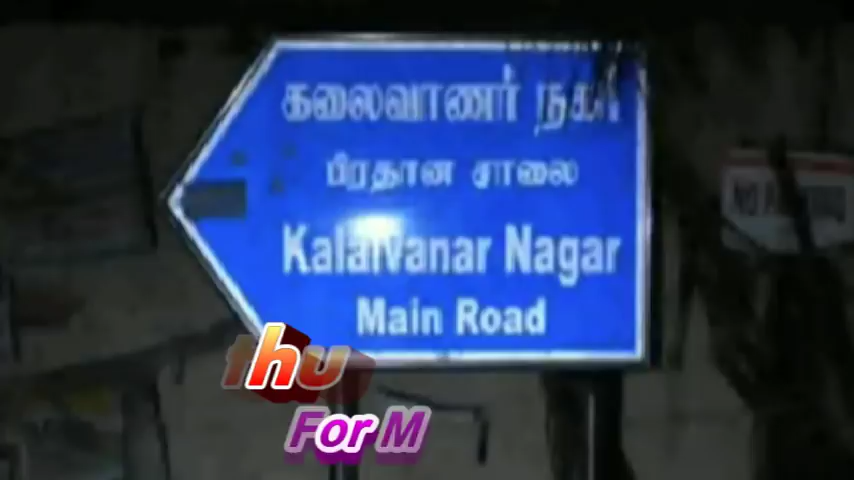 கலைவாணர் நகர்
பிரதான சாலை
Kalaivanar Nagar
Main Road
thu
For M